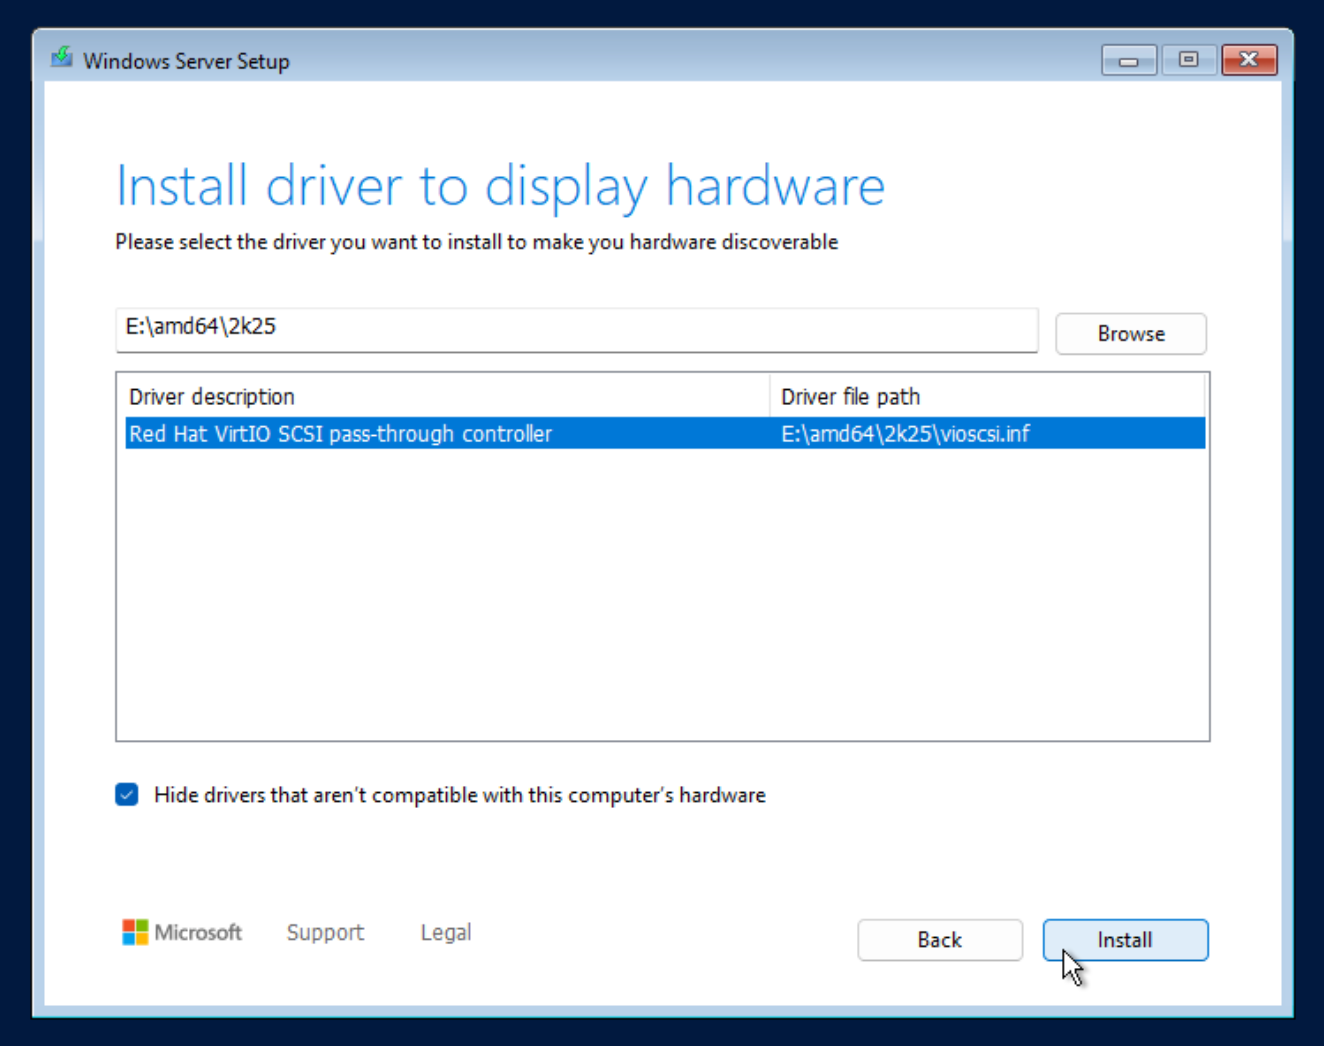 Windows Server Setup
Install driver to display hardware
Please select the driver you want to install to make you hardware discoverable
E:\amd64\2k25
Browse
Driver description Driver file path
Red Hat VirtIO SCSI pass-through controller E:\amd64\2k25\vioscsi.inf
Hide drivers that aren't compatible with this computer's hardware
Microsoft Support Legal
Back Install